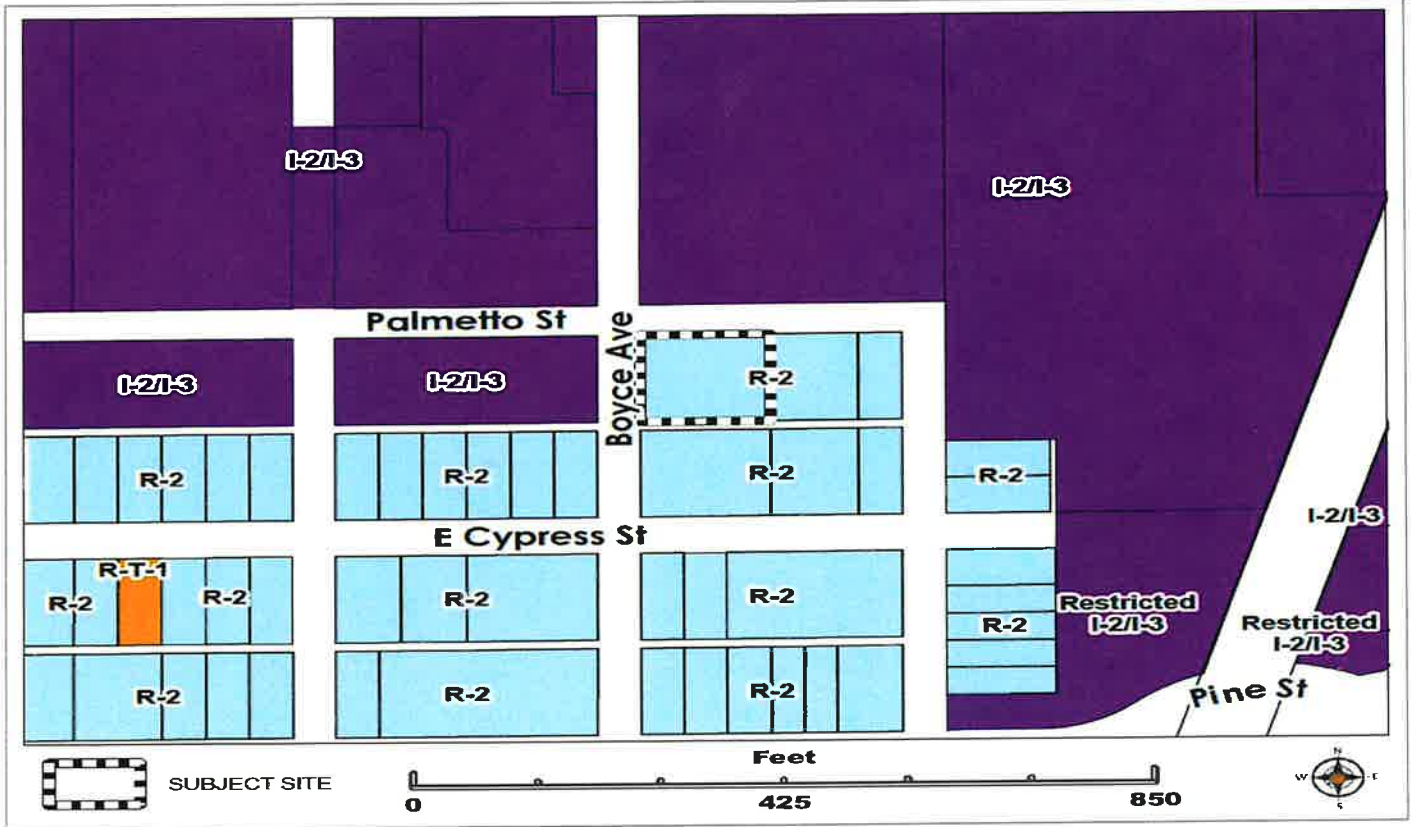 I-2/I-3
I-2/I-3
Palmetto St
Boyce Ave
I-2/I-3
I-2/I-3
R-2
R-2
R-2
R-2
R-2
I-2/I-3
E Cypress St
R-T-1
R-2
R-2
R-2
R-2
R-2
Restricted
I-2/I-3
Restricted
I-2/I-3
R-2
R-2
R-2
Pine St
SUBJECT SITE
Feet
0
425
850
N
W
E
S